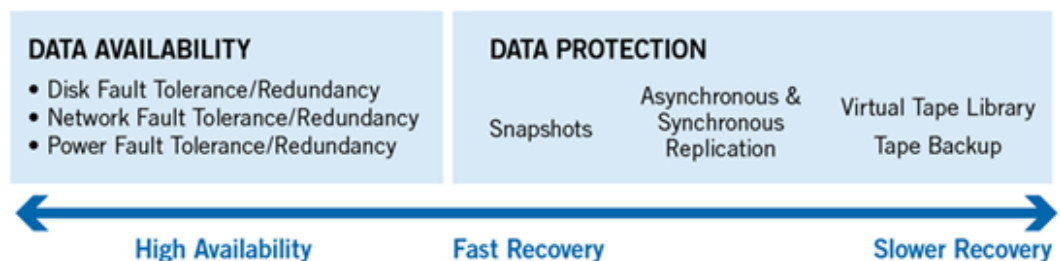 DATA AVAILABILITY
• Disk Fault Tolerance/Redundancy
• Network Fault Tolerance/Redundancy
• Power Fault Tolerance/Redundancy
DATA PROTECTION
Snapshots
Asynchronous &
Synchronous
Replication
Virtual Tape Library
Tape Backup
High Availability
Fast Recovery
Slower Recovery